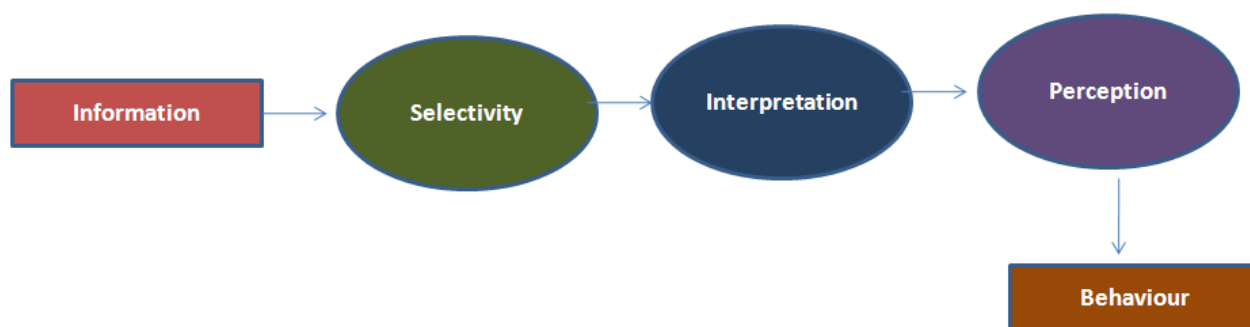 Information
Selectivity
Interpretation
Perception
Behaviour